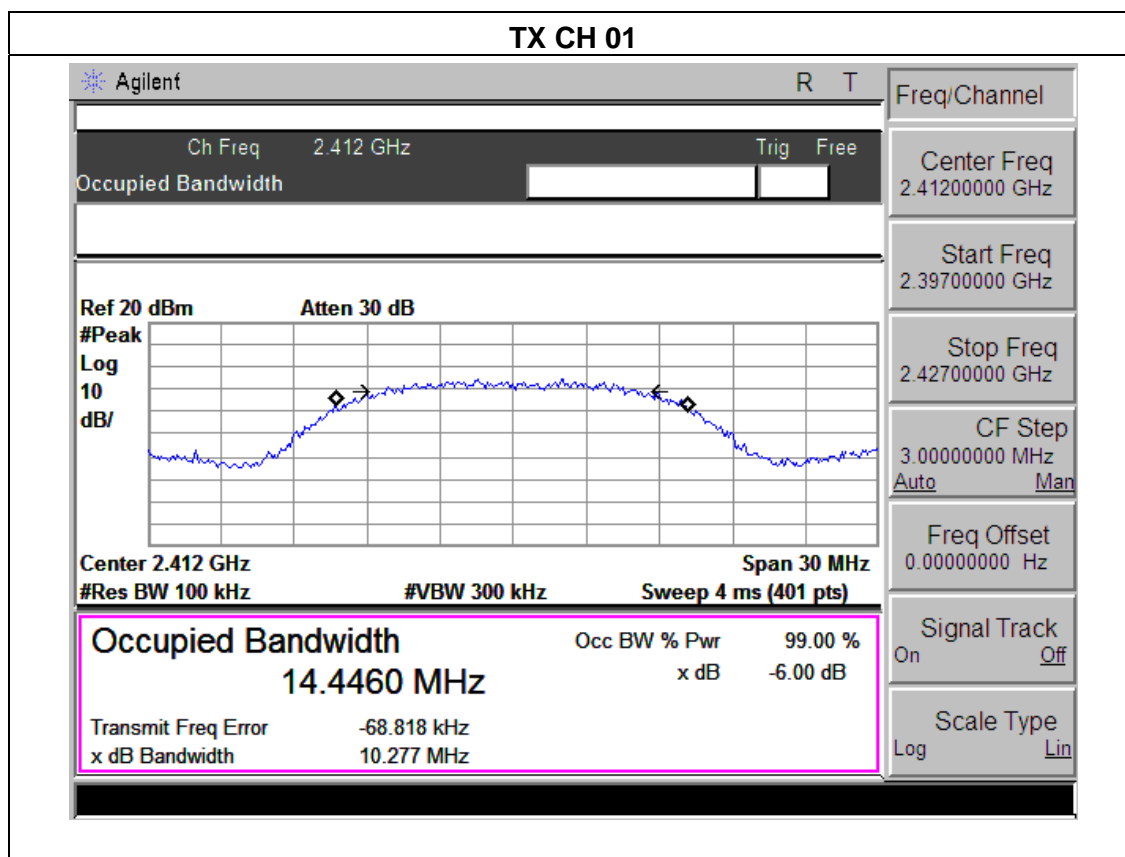 TX CH 01
Agilent R T
Ch Freq 2.412 GHz Trig Free
Occupied Bandwidth
Ref 20 dBm Atten 30 dB
#Peak
Log
10
dB/
Center 2.412 GHz Span 30 MHz
#Res BW 100 kHz #VBW 300 kHz Sweep 4 ms (401 pts)
Occupied Bandwidth Occ BW % Pwr 99.00 %
14.4460 MHz x dB -6.00 dB
Transmit Freq Error -68.818 kHz
x dB Bandwidth 10.277 MHz
Freq/Channel
Center Freq
2.41200000 GHz
Start Freq
2.39700000 GHz
Stop Freq
2.42700000 GHz
CF Step
3.00000000 MHz
Auto Man
Freq Offset
0.00000000 Hz
Signal Track
On Off
Scale Type
Log Lin